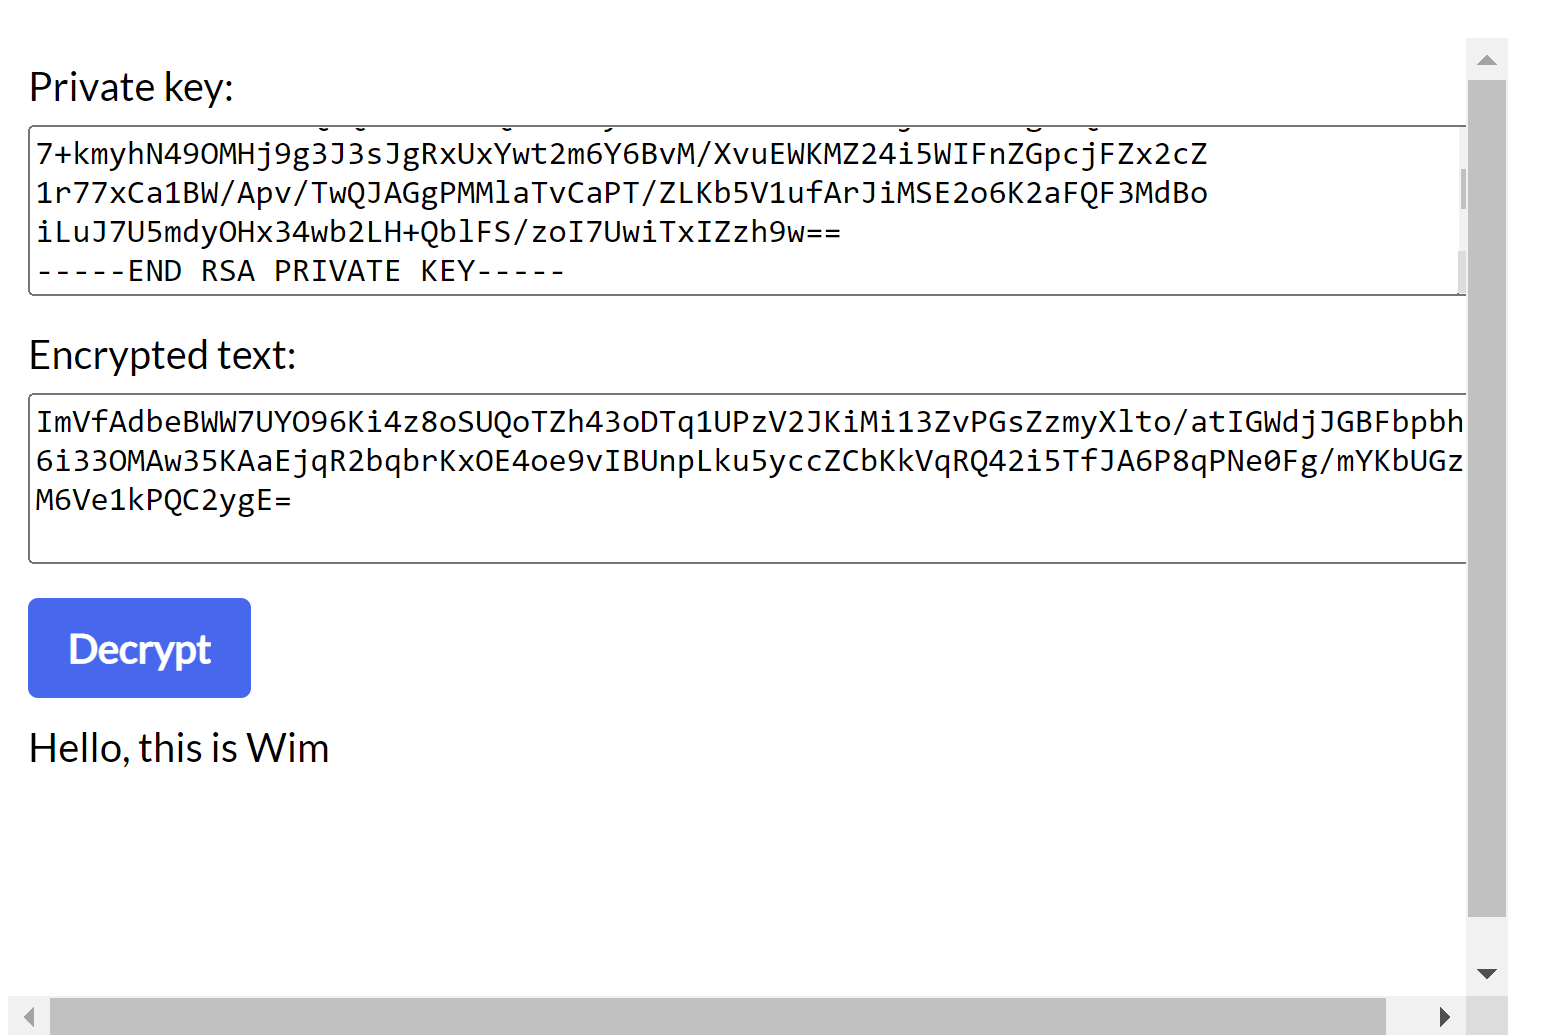 Private key:
7+kmyhN49OMHj9g3J3sJgRxUxYwt2m6Y6BvM/XvuEWKMZ24i5WIFnZGpcjFZx2cZ
1r77xCa1BW/Apv/TwQJAGgPMMlaTvCaPT/ZLKb5V1ufArJiMSE2o6K2aFQF3MdBo
iLuJ7U5mdyOHx34wb2LH+QblFS/zoI7UwiTxIZzh9w==
-----END RSA PRIVATE KEY-----
Encrypted text:
ImVfAdbeBWW7UYO96Ki4z8oSUQoTZh43oDTq1UPzV2JKiMi13ZvPGsZzmyXlto/atIGWdjJGBFbpbh
6i33OMAw35KAaEjqR2bqbrKxOE4oe9vIBUnpLku5yccZCbKkVqRQ42i5TfJA6P8qPNe0Fg/mYKbUGz
M6Ve1kPQC2ygE=
Decrypt
Hello, this is Wim